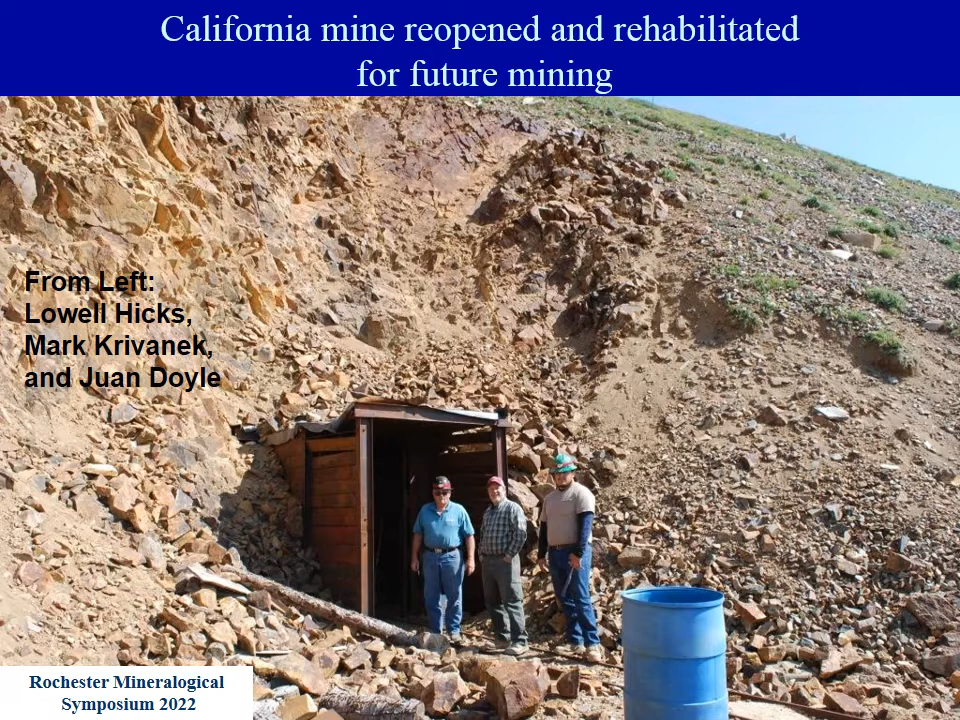 California mine reopened and rehabilitated
for future mining
From Left:
Lowell Hicks,
Mark Krivanek,
and Juan Doyle
Rochester Mineralogical
Symposium 2022